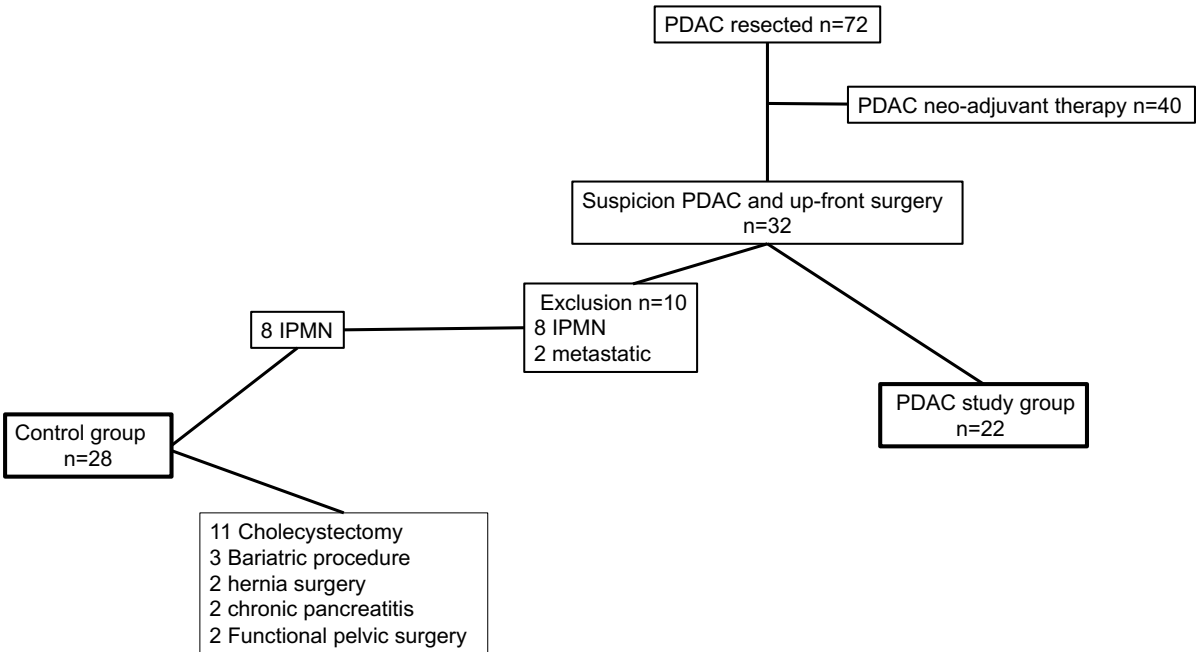 PDAC resected n=72
PDAC neo-adjuvant therapy n=40
Suspicion PDAC and up-front surgery
n=32
Exclusion n=10
8 IPMN
2 metastatic
8 IPMN
PDAC study group
n=22
Control group
n=28
11 Cholecystectomy
3 Bariatric procedure
2 hernia surgery
2 chronic pancreatitis
2 Functional pelvic surgery